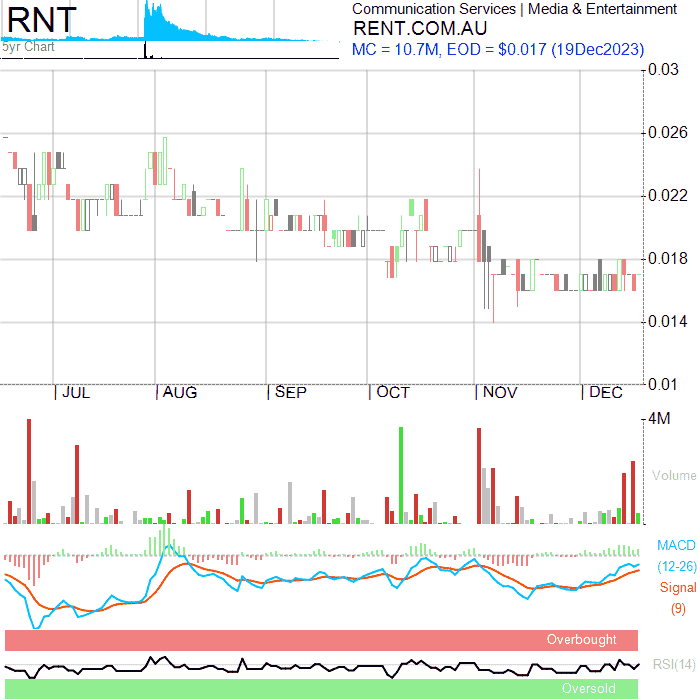 RNT
Communication Services | Media & Entertainment
RENT.COM.AU
MC = 10.7M, EOD = $0.017 (19Dec2023)
5yr Chart
0.03
0.026
0.022
0.018
0.014
0.01
JUL AUG SEP OCT NOV DEC
4M
Volume
MACD
(12-26)
Signal
(9)
Overbought
RSI(14)
Oversold